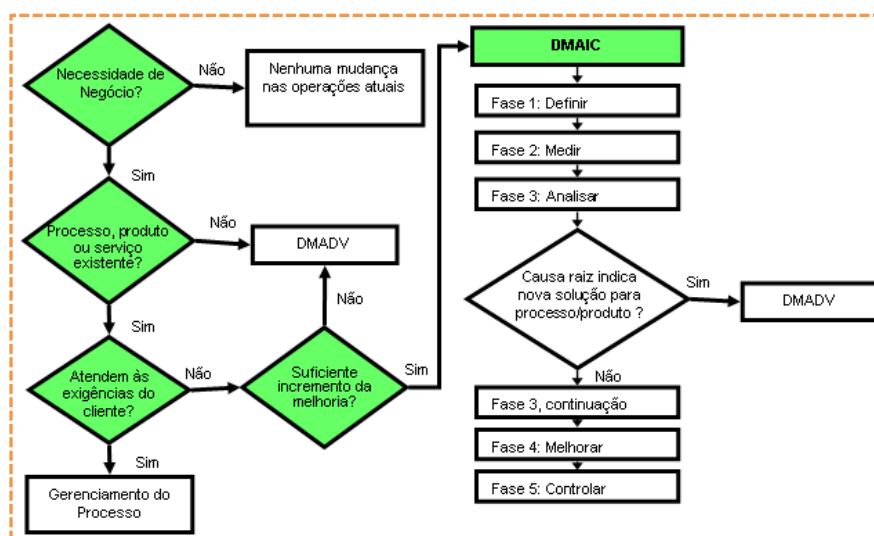 Necessidade de
Negócio?
Não
Nenhuma mudança
nas operações atuais
Sim
Processo, produto
ou serviço
existente?
Não
DMADV
Não
Sim
Atendem às
exigências do
cliente?
Não
Suficiente
incremento da
melhoria?
Sim
Sim
Gerenciamento do
Processo
DMAIC
Fase 1: Definir
Fase 2: Medir
Fase 3: Analisar
Causa raiz indica
nova solução para
processo/produto ?
Sim
DMADV
Não
Fase 3, continuação
Fase 4: Melhorar
Fase 5: Controlar